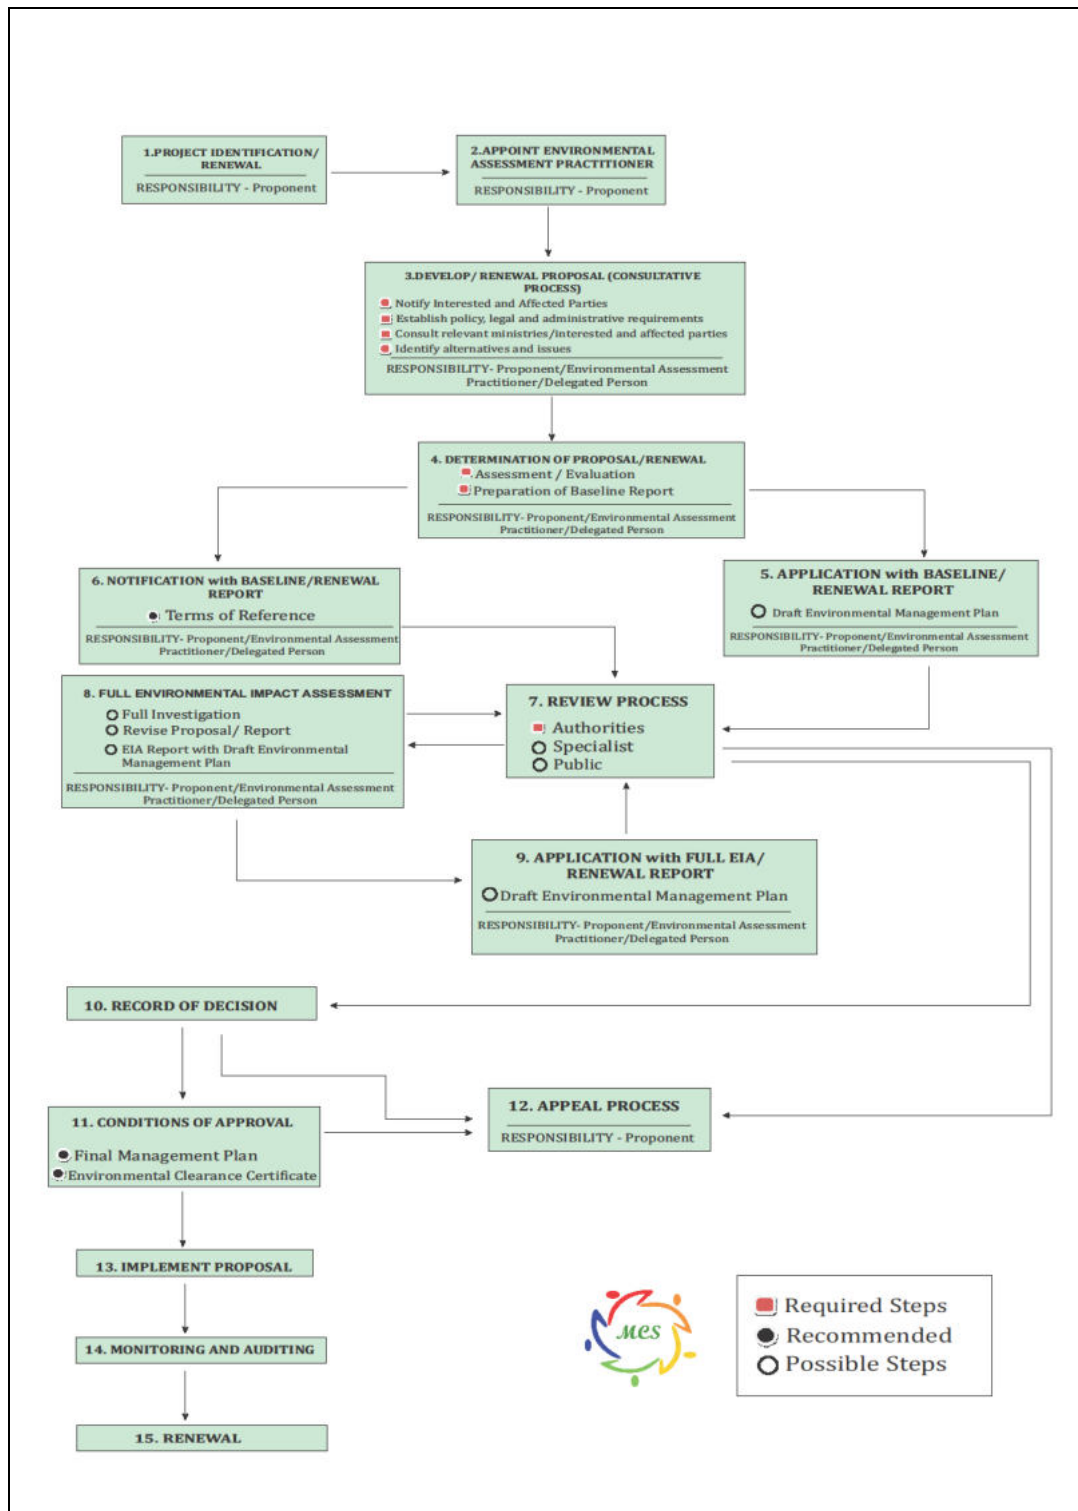 1.PROJECT IDENTIFICATION/
RENEWAL
RESPONSIBILITY - Proponent
2.APPOINT ENVIRONMENTAL
ASSESSMENT PRACTITIONER
RESPONSIBILITY - Proponent
3.DEVELOP/ RENEWAL PROPOSAL (CONSULTATIVE
PROCESS)
Notify Interested and Affected Parties
Establish policy, legal and administrative requirements
Consult relevant ministries/interested and affected parties
Identify alternatives and issues
RESPONSIBILITY- Proponent/Environmental Assessment
Practitioner/Delegated Person
4. DETERMINATION OF PROPOSAL/RENEWAL
Assessment / Evaluation
Preparation of Baseline Report
RESPONSIBILITY- Proponent/Environmental Assessment
Practitioner/Delegated Person
5. APPLICATION with BASELINE/
RENEWAL REPORT
Draft Environmental Management Plan
RESPONSIBILITY- Proponent/Environmental Assessment
Practitioner/Delegated Person
6. NOTIFICATION with BASELINE/RENEWAL
REPORT
Terms of Reference
RESPONSIBILITY- Proponent/Environmental Assessment
Practitioner/Delegated Person
7. REVIEW PROCESS
Authorities
Specialist
Public
8. FULL ENVIRONMENTAL IMPACT ASSESSMENT
Full Investigation
Revise Proposal/ Report
EIA Report with Draft Environmental
Management Plan
RESPONSIBILITY- Proponent/Environmental Assessment
Practitioner/Delegated Person
9. APPLICATION with FULL EIA/
RENEWAL REPORT
Draft Environmental Management Plan
RESPONSIBILITY- Proponent/Environmental Assessment
Practitioner/Delegated Person
10. RECORD OF DECISION
11. CONDITIONS OF APPROVAL
Final Management Plan
Environmental Clearance Certificate
12. APPEAL PROCESS
RESPONSIBILITY - Proponent
13. IMPLEMENT PROPOSAL
14. MONITORING AND AUDITING
15. RENEWAL
MCS
Required Steps
Recommended
Possible Steps